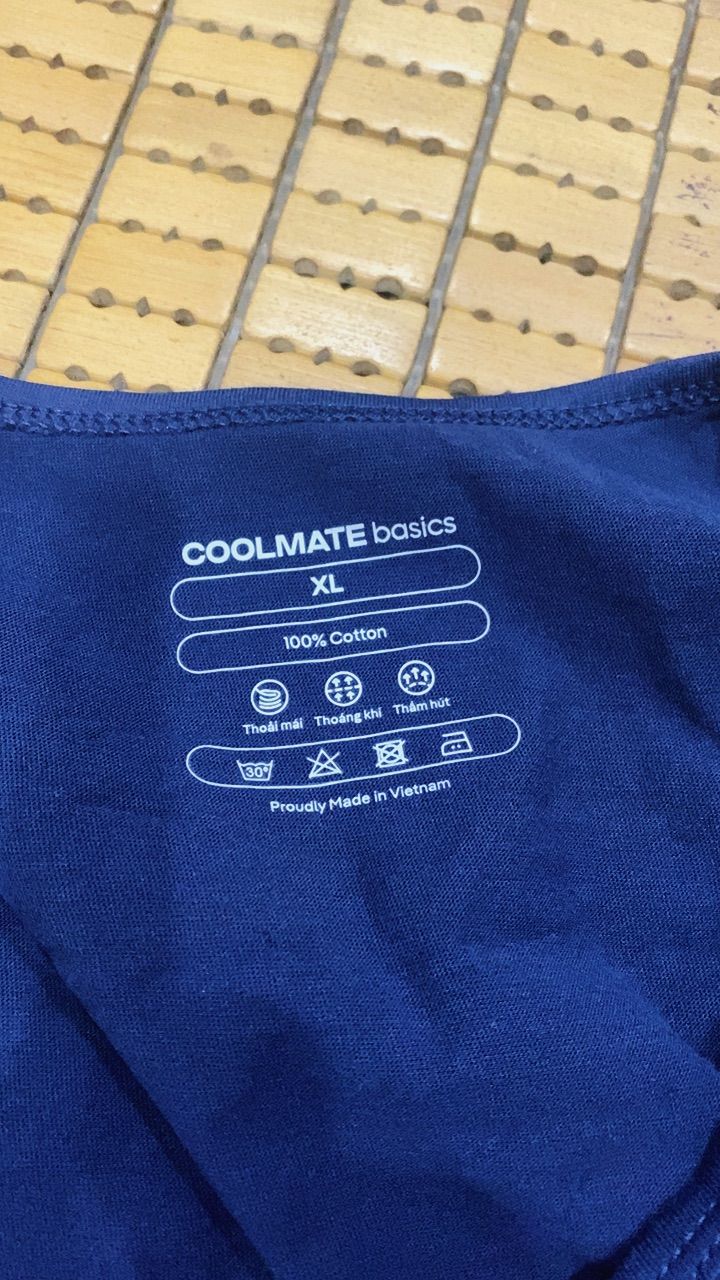 COOLMATE basics
XL
100% Cotton
Thoải mái Thoáng khí Thấm hút
30°
Proudly Made in Vietnam